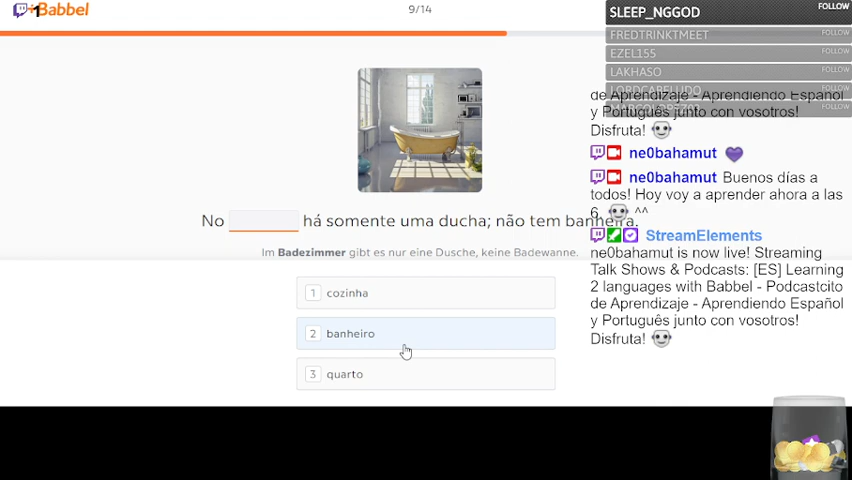 +Babbel
1
9/14
SLEEP_NGGOD FOLLOW
FREDTRINKTMEET FOLLOW
EZEL155 FOLLOW
LAKHASO FOLLOW
LORDCABELUDO FOLLOW
FOLLOW
de Aprendizaje - Aprendiendo Español
y Portugués junto con vosotros!
Disfruta!
ne0bahamut
ne0bahamut Buenos días a
todos! Hoy voy a aprender ahora a las
6. ^^
StreamElements
ne0bahamut is now live! Streaming
Talk Shows & Podcasts: [ES] Learning
2 languages with Babbel - Podcastcito
de Aprendizaje - Aprendiendo Español
y Português junto con vosotros!
Disfruta!
No há somente uma ducha; não tem banheira.
Im Badezimmer gibt es nur eine Dusche, keine Badewanne.
1 cozinha
2 banheiro
3 quarto